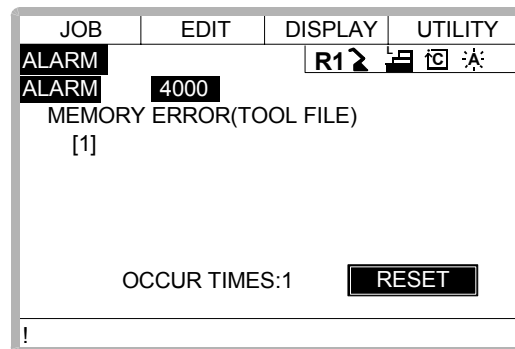 JOB EDIT DISPLAY UTILITY
ALARM R1 L C A
ALARM 4000
MEMORY ERROR(TOOL FILE)
[1]
OCCUR TIMES:1 RESET
!